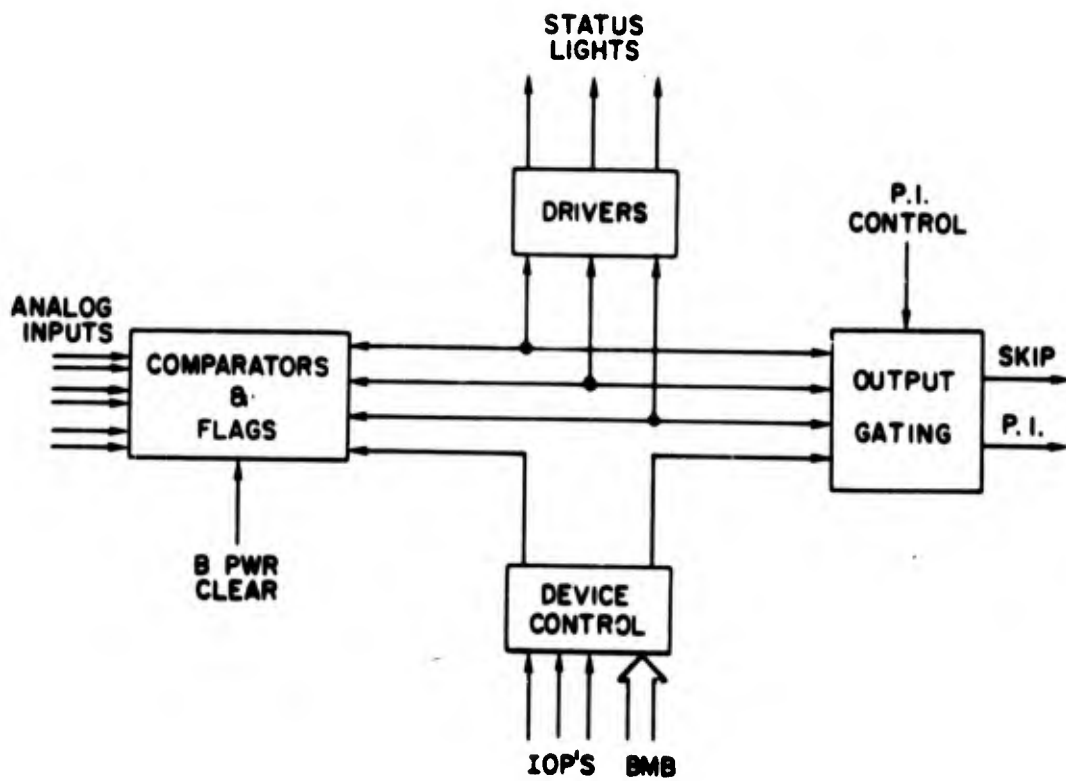 STATUS
LIGHTS
DRIVERS
P.I.
CONTROL
ANALOG
INPUTS
COMPARATORS
&
FLAGS
OUTPUT
GATING
SKIP
P.I.
B PWR
CLEAR
DEVICE
CONTROL
IOP'S
BMB